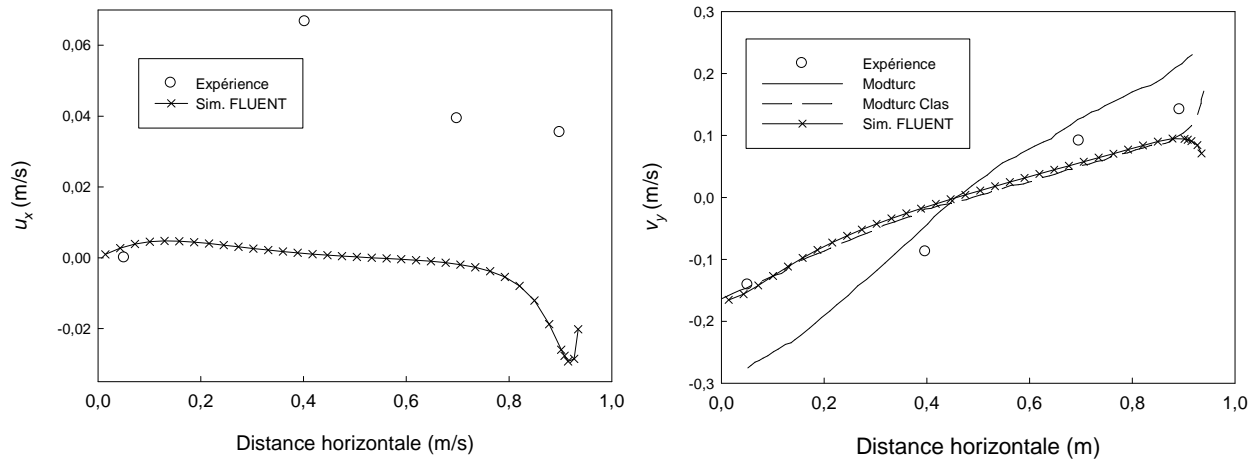 0,06
0,04
0,02
0,00
-0,02
0,0
0,2
0,4
0,6
0,8
1,0
u_x (m/s)
Distance horizontale (m/s)
Expérience
Sim. FLUENT
0,3
0,2
0,1
0,0
-0,1
-0,2
-0,3
0,0
0,2
0,4
0,6
0,8
1,0
v_y (m/s)
Distance horizontale (m)
Expérience
Modturc
Modturc Clas
Sim. FLUENT